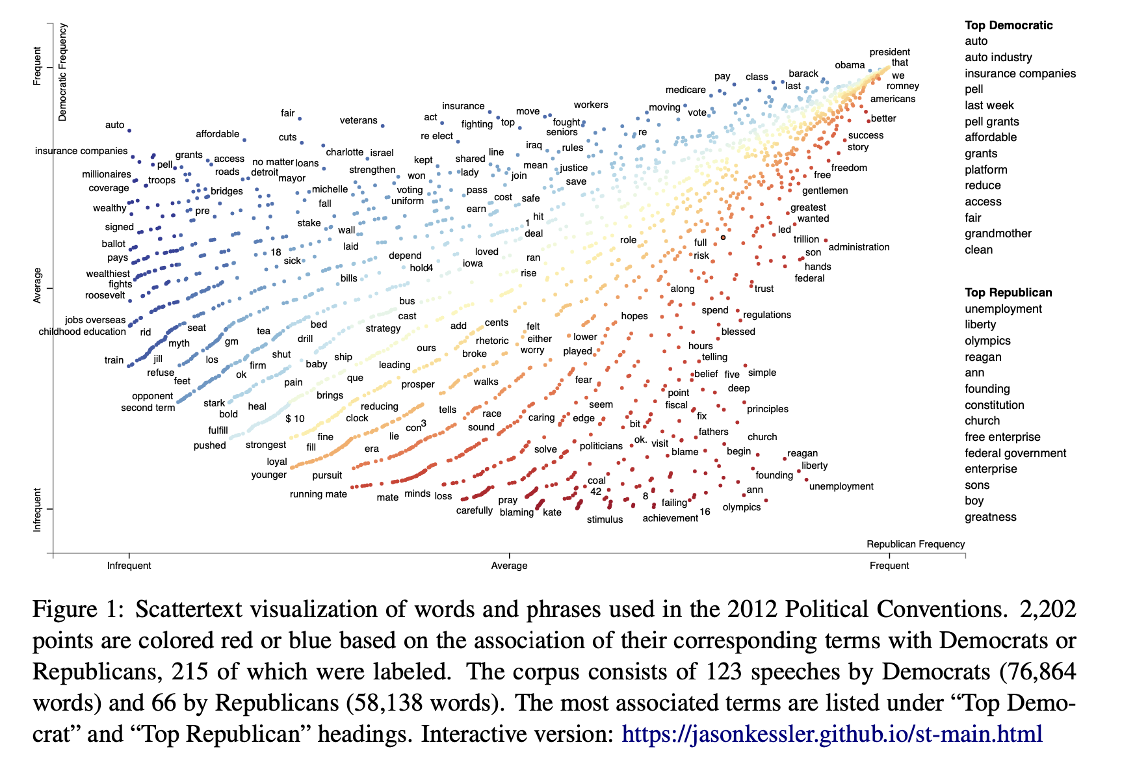 Top Democratic
auto
auto industry
insurance companies
pell
last week
pell grants
affordable
grants
platform
reduce
access
fair
grandmother
clean
Top Republican
unemployment
liberty
olympics
reagan
ann
founding
constitution
church
free enterprise
federal government
enterprise
sons
boy
greatness
Democratic Frequency
Frequent
Average
Infrequent
president
obama that
barack we
pay class last romney
medicare americans
insurance move workers moving vote better
fair act
auto veterans fighting top fought re success
affordable cuts re elect seniors story
insurance companies grants access no matter loans charlotte israel kept shared line iraq rules freedom
pell roads detroit strengthen won lady join mean justice free
millionaires troops mayor save gentlemen
coverage bridges michelle voting pass
wealthy pre fall uniform earn cost safe greatest
signed stake wall 1 hit wanted
ballot laid deal role full led trillion
pays 18 sick depend loved ran risk son administration
wealthiest hold4 iowa rise hands
fights bills along federal
roosevelt bus trust
jobs overseas cast hopes spend regulations
childhood education rid seat tea bed strategy add cents felt blessed
myth gm drill rhetoric either lower hours
train jill los shut ship ours broke worry played telling
refuse firm baby leading belief five simple
feet ok pain que prosper walks fear deep
opponent brings point
second term stark heal reducing seem fiscal principles
bold $ 10 clock tells race caring edge fix
fulfill con3 sound bit fathers
pushed strongest fine lie solve politicians ok. visit church
fill era blame begin reagan
loyal liberty
younger pursuit coal founding unemployment
running mate mate minds loss pray 42 8 failing ann
carefully blaming kate stimulus achievement 16 olympics
Republican Frequency
Infrequent Average Frequent
Figure 1: Scattertext visualization of words and phrases used in the 2012 Political Conventions. 2,202
points are colored red or blue based on the association of their corresponding terms with Democrats or
Republicans, 215 of which were labeled. The corpus consists of 123 speeches by Democrats (76,864
words) and 66 by Republicans (58,138 words). The most associated terms are listed under “Top Demo-
crat” and “Top Republican” headings. Interactive version: https://jasonkessler.github.io/st-main.html